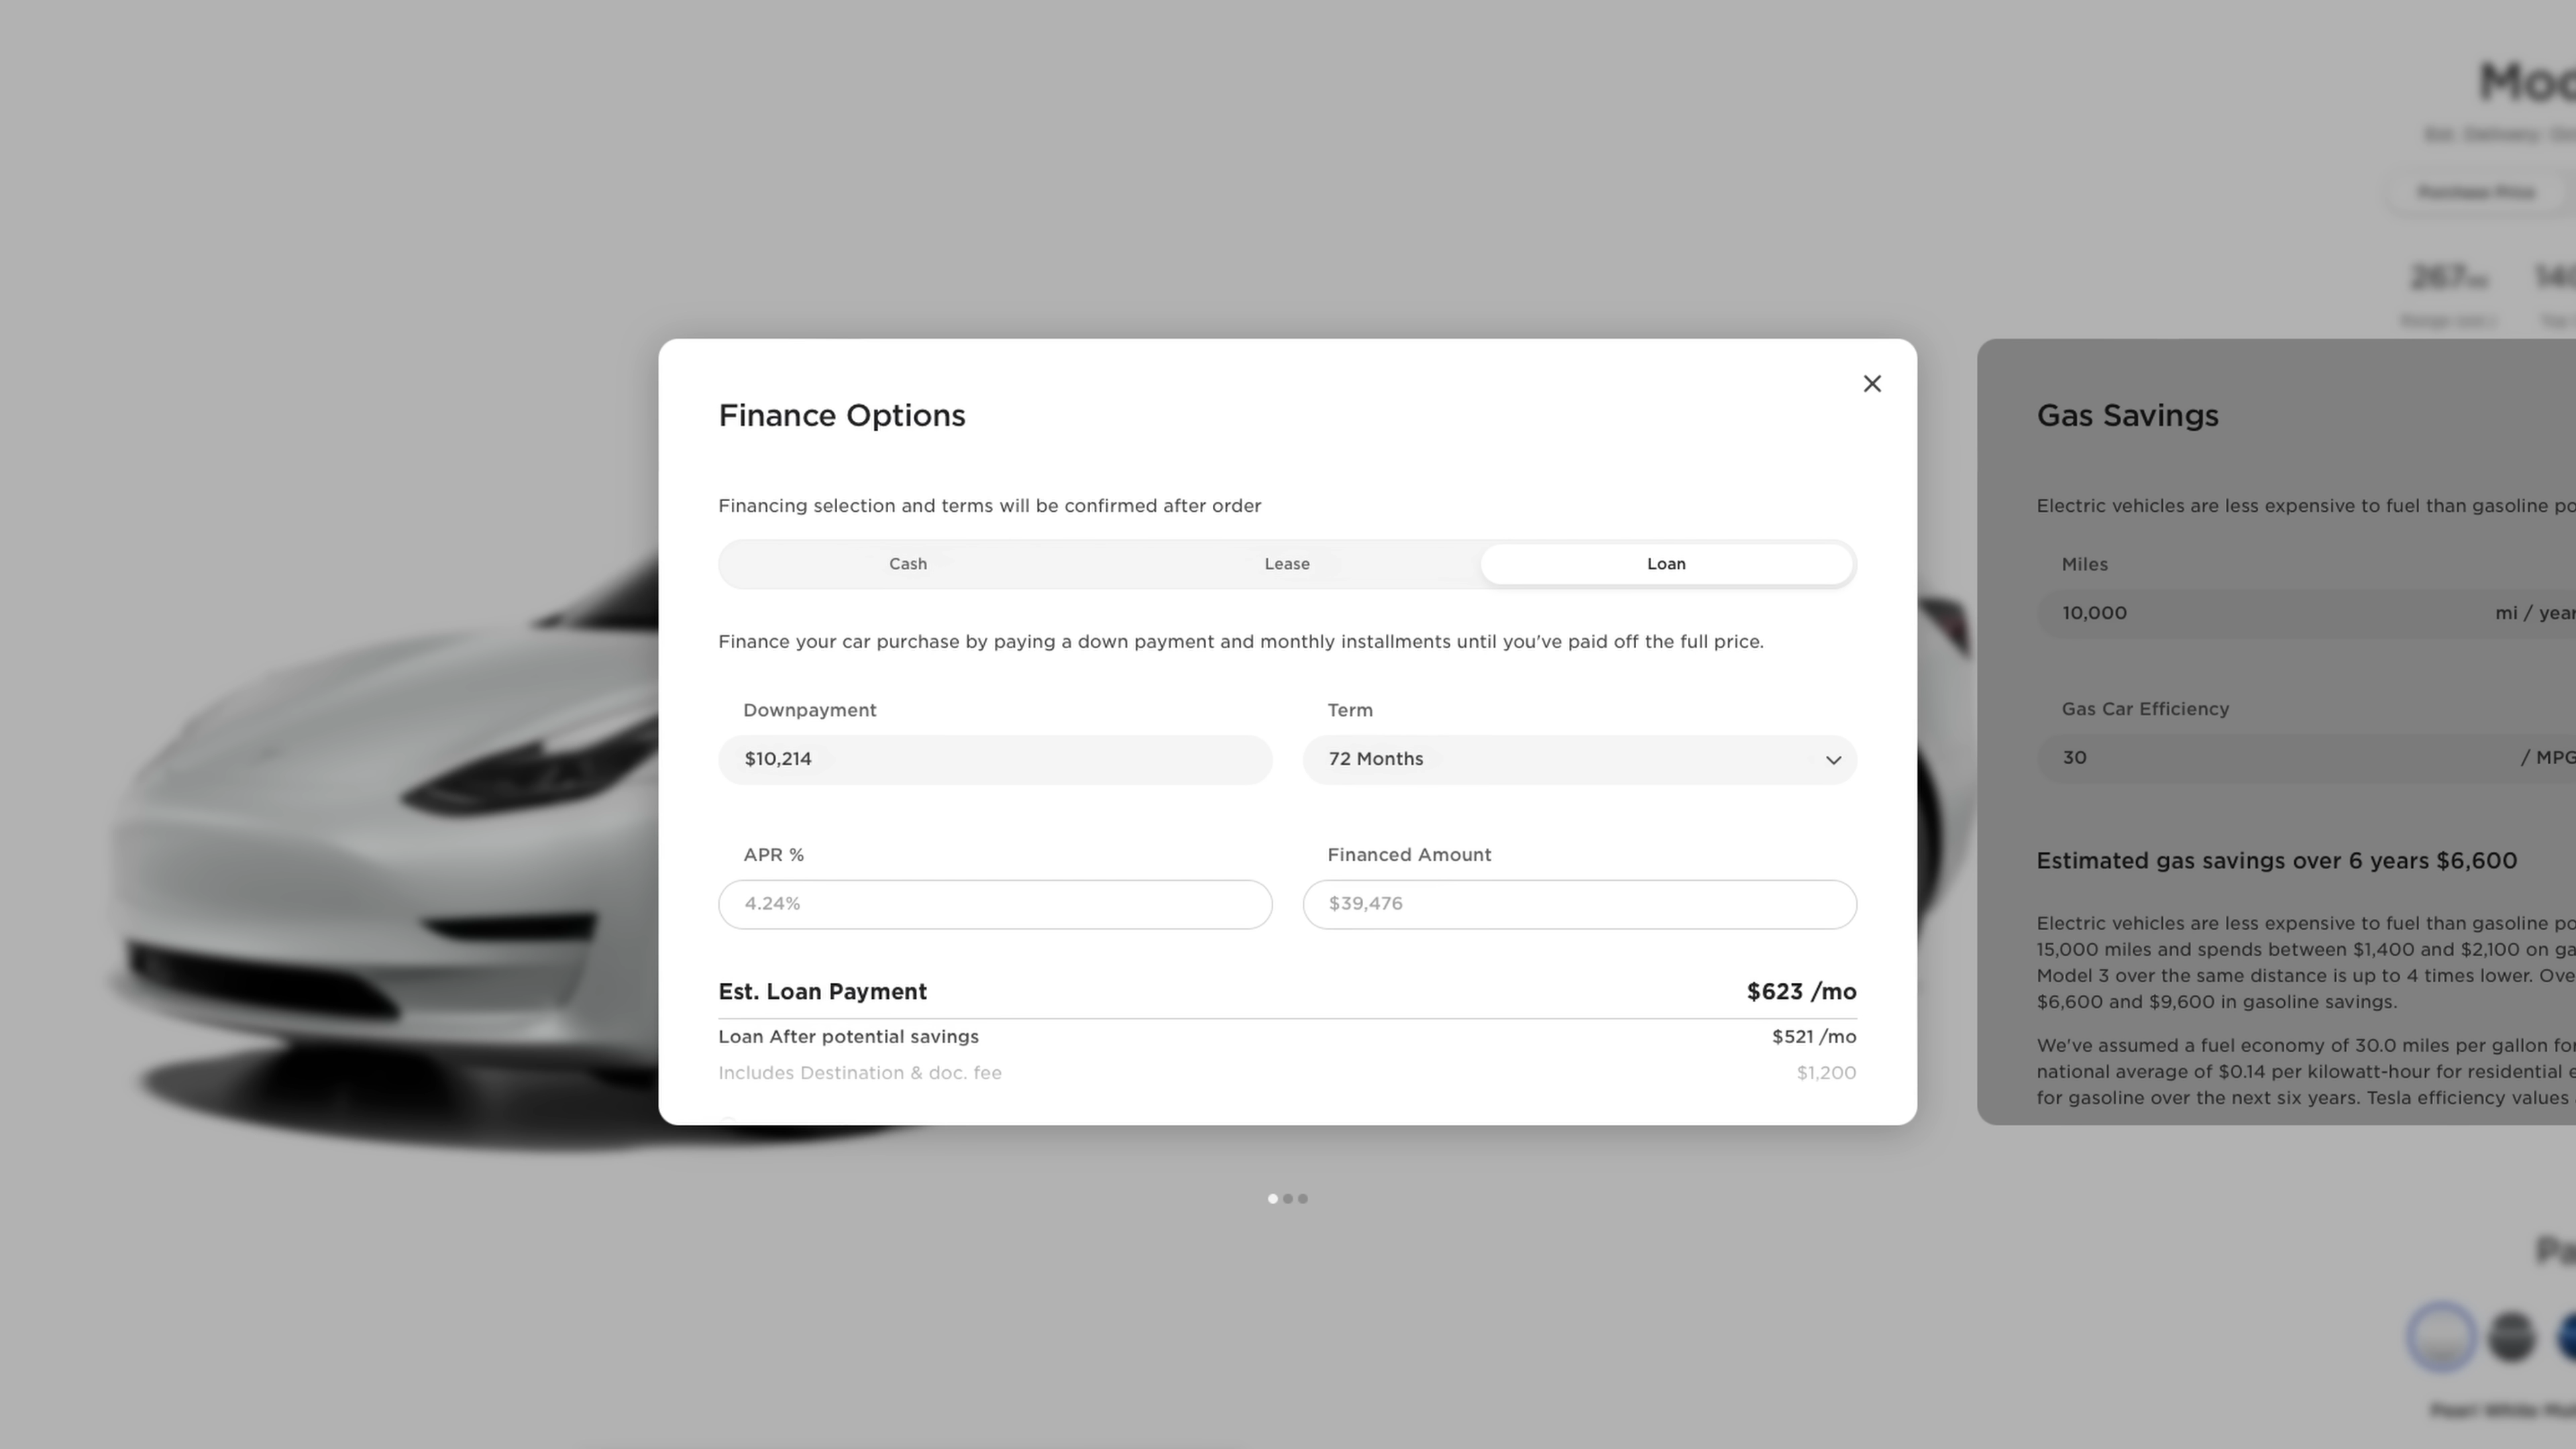 Finance Options
Financing selection and terms will be confirmed after order
Cash
Lease
Loan
Finance your car purchase by paying a down payment and monthly installments until you've paid off the full price.
Downpayment
Term
$10,214
72 Months
APR %
Financed Amount
4.24%
$39,476
Est. Loan Payment
$623 /mo
Loan After potential savings
$521 /mo
Includes Destination & doc. fee
$1,200
Gas Savings
Electric vehicles are less expensive to fuel than gasoline
Miles
10,000
mi / year
Gas Car Efficiency
30
/ MPG
Estimated gas savings over 6 years $6,600
Electric vehicles are less expensive to fuel than gasoline
15,000 miles and spends between $1,400 and $2,100 on
Model 3 over the same distance is up to 4 times lower.
$6,600 and $9,600 in gasoline savings.
We've assumed a fuel economy of 30.0 miles per gallon
national average of $0.14 per kilowatt-hour for residential
for gasoline over the next six years. Tesla efficiency values
Purchase Price
267mi